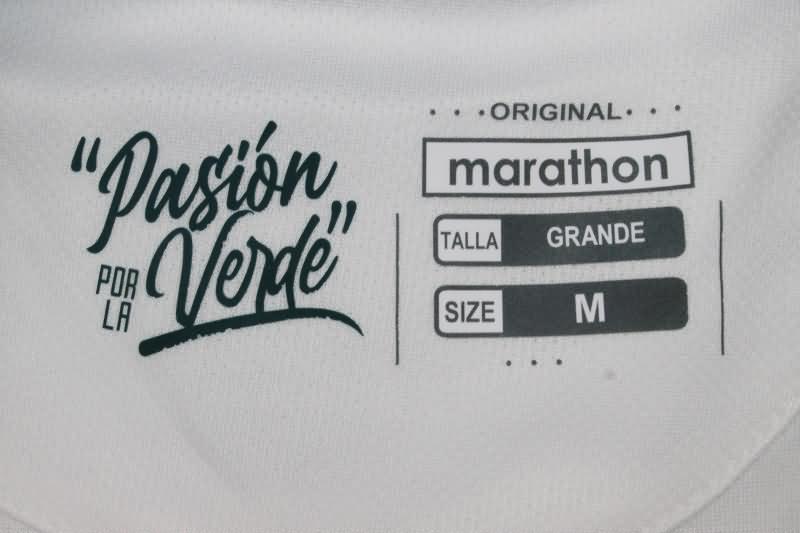 "Pasión
POR LA
Verde"
· · · ORIGINAL · · ·
marathon
TALLA GRANDE
SIZE M